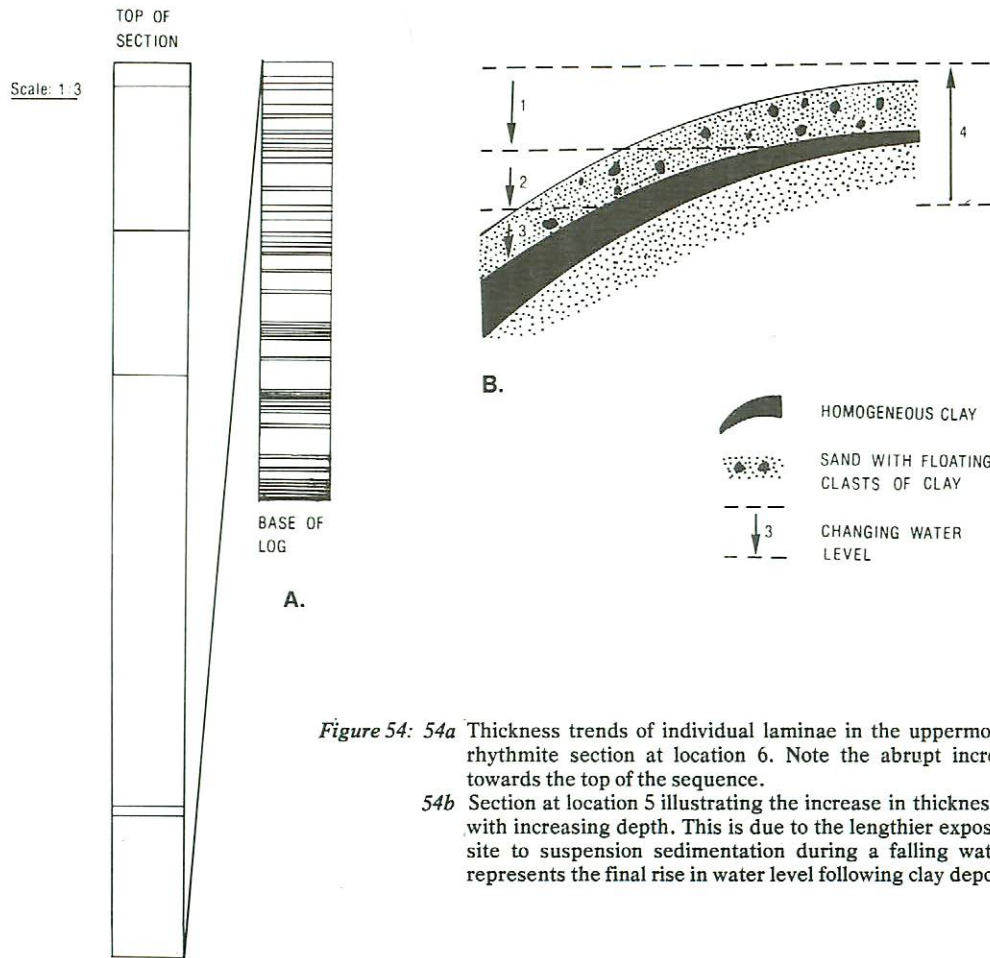 TOP OF
SECTION
Scale: 1:3
1
2
3
4
B.
HOMOGENEOUS CLAY
SAND WITH FLOATING
CLASTS OF CLAY
3
CHANGING WATER
LEVEL
BASE OF
LOG
A.
Figure 54: 54a Thickness trends of individual laminae in the uppermo
rhythmite section at location 6. Note the abrupt incre
towards the top of the sequence.
54b Section at location 5 illustrating the increase in thicknes
with increasing depth. This is due to the lengthier expos
site to suspension sedimentation during a falling wat
represents the final rise in water level following clay depo